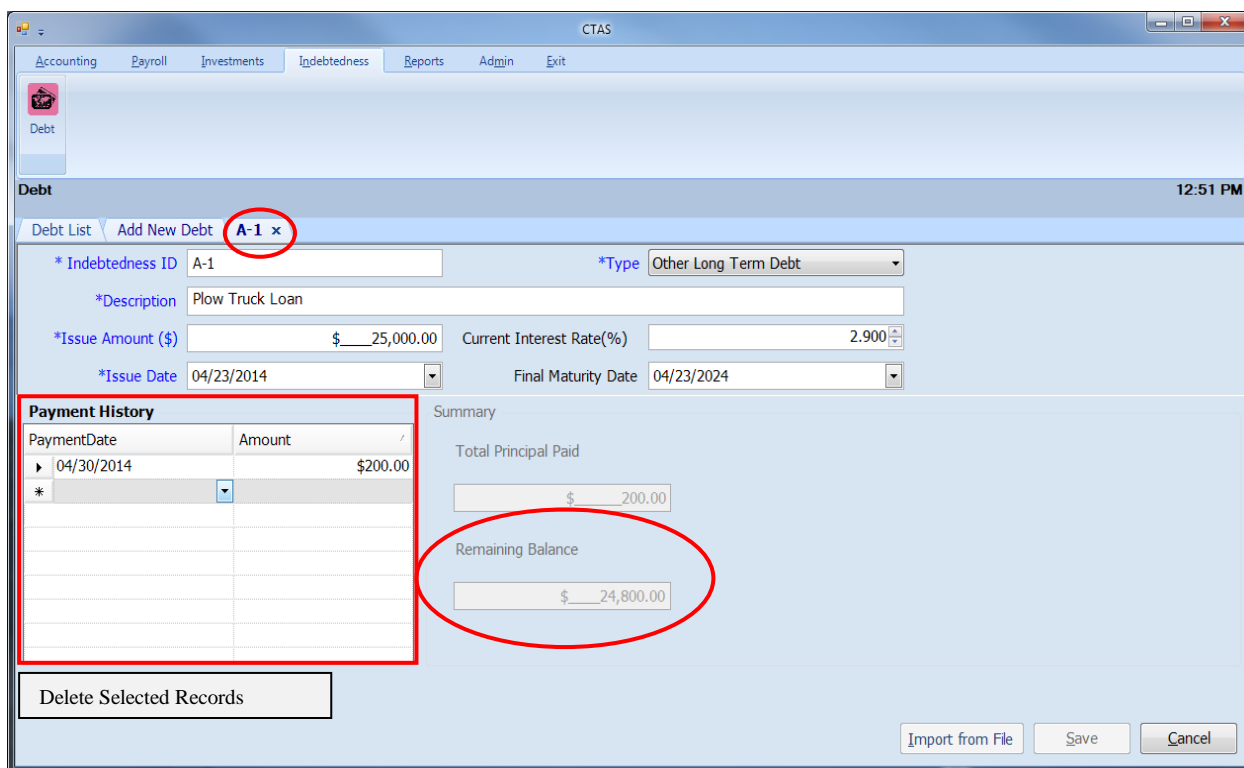 CTAS
Accounting Payroll Investments Indebtedness Reports Admin Exit
Debt
Debt 12:51 PM
Debt List Add New Debt A-1 ×
* Indebtedness ID A-1 *Type Other Long Term Debt
*Description Plow Truck Loan
*Issue Amount ($) $____25,000.00 Current Interest Rate(%) 2.900
*Issue Date 04/23/2014 Final Maturity Date 04/23/2024
Payment History Summary
PaymentDate Amount
Total Principal Paid
04/30/2014 $200.00
*
$______200.00
Remaining Balance
$____24,800.00
Delete Selected Records
Import from File Save Cancel